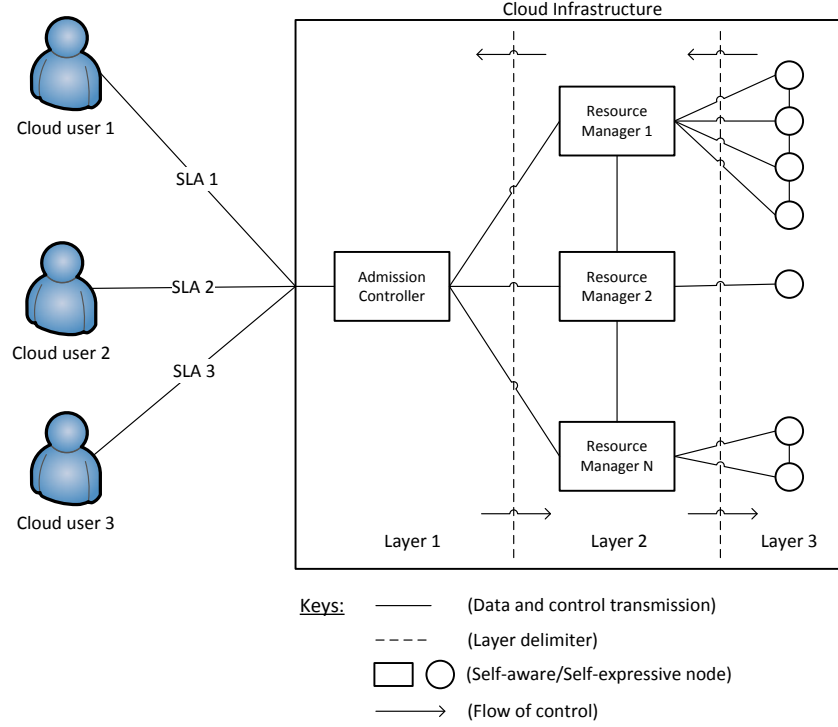 Cloud Infrastructure
Cloud user 1
SLA 1
Resource
Manager 1
Admission
Controller
SLA 2
Resource
Manager 2
Cloud user 2
SLA 3
Resource
Manager N
Cloud user 3
Layer 1
Layer 2
Layer 3
Keys:
(Data and control transmission)
(Layer delimiter)
(Self-aware/Self-expressive node)
(Flow of control)